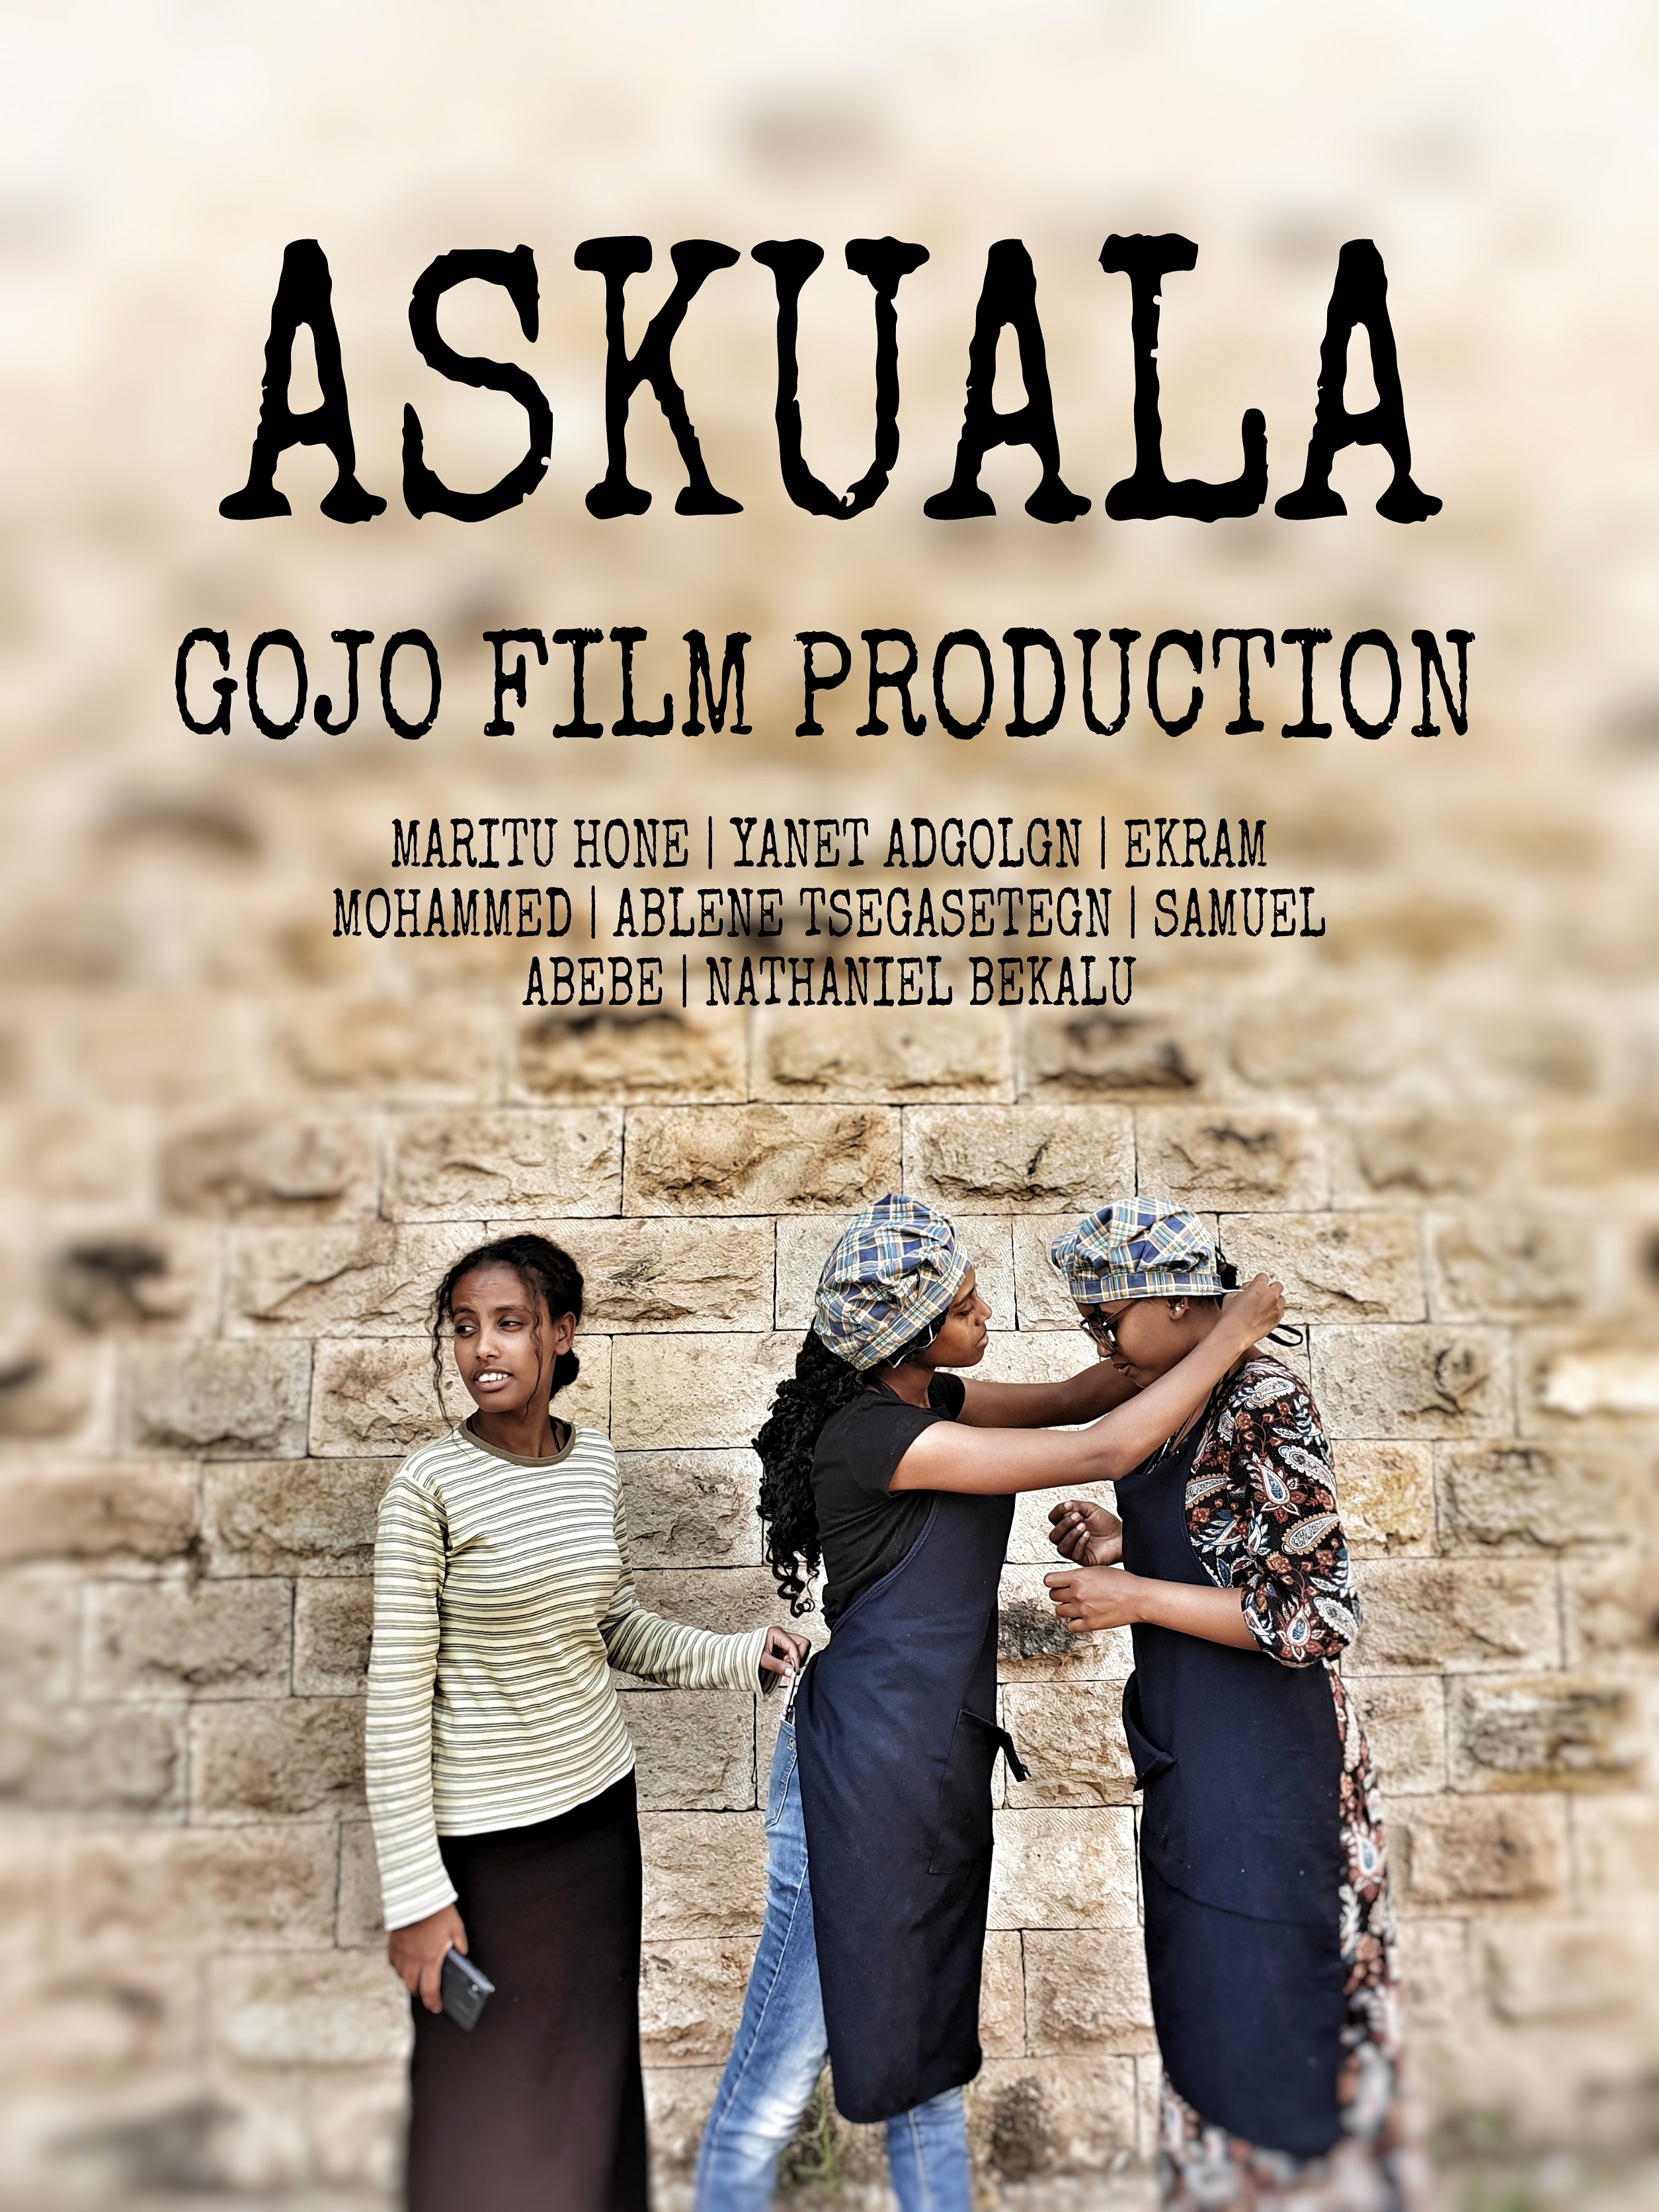 ASKUALA
GOJO FILM PRODUCTION
MARITU HONE | YANET ADGOLGN | EKRAM
MOHAMMED | ABLENE TSEGASETEGN | SAMUEL
ABEBE | NATHANIEL BEKALU